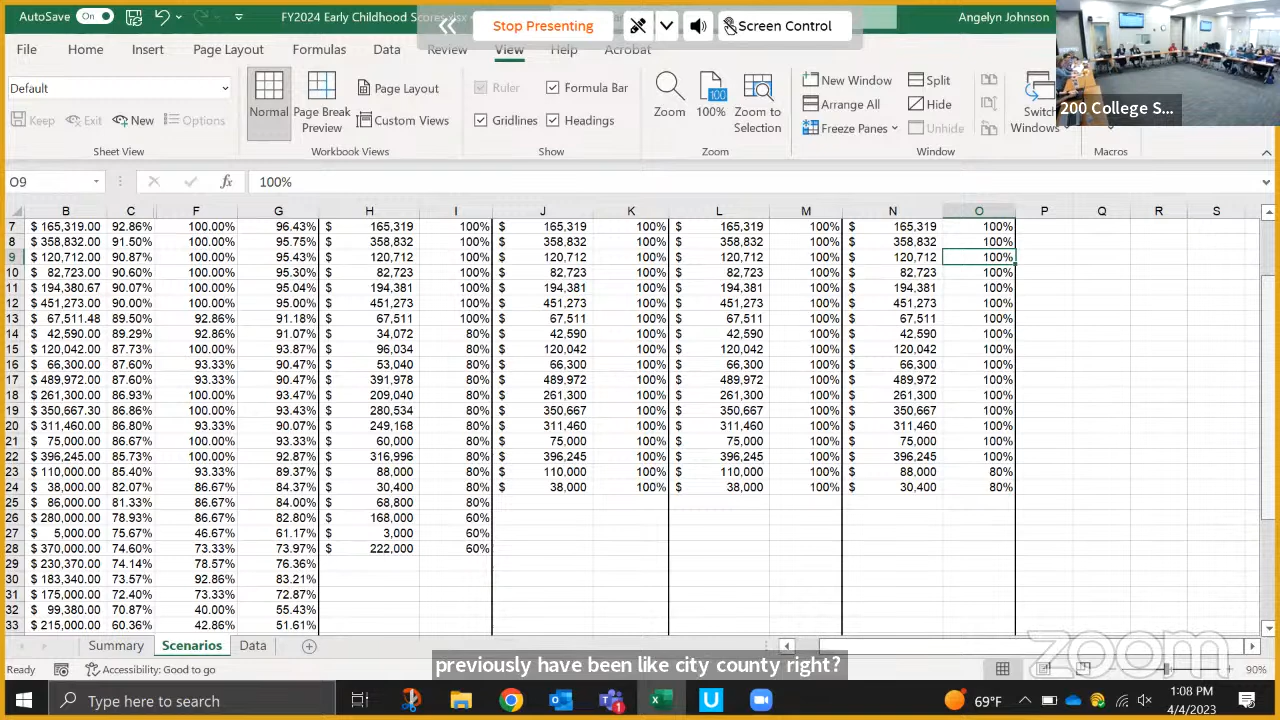 AutoSave On FY2024 Early Childhood Scores.xlsx Angelyn Johnson
Stop Presenting Screen Control
File Home Insert Page Layout Formulas Data Review View Help Acrobat
Default
Keep Exit New Options
Sheet View
Normal
Page Break Preview
Page Layout
Custom Views
Workbook Views
Ruler Formula Bar
Gridlines Headings
Show
Zoom 100% Zoom to Selection
100
Zoom
New Window Split
Arrange All Hide
Freeze Panes Unhide
Switch Windows
Window
Macros
200 College S...
O9 fx 100%
B C F G H I J K L M N O P Q R S
7 $ 165,319.00 92.86% 100.00% 96.43% $ 165,319 100% $ 165,319 100% $ 165,319 100% $ 165,319 100%
8 $ 358,832.00 91.50% 100.00% 95.75% $ 358,832 100% $ 358,832 100% $ 358,832 100% $ 358,832 100%
9 $ 120,712.00 90.87% 100.00% 95.43% $ 120,712 100% $ 120,712 100% $ 120,712 100% $ 120,712 100%
10 $ 82,723.00 90.60% 100.00% 95.30% $ 82,723 100% $ 82,723 100% $ 82,723 100% $ 82,723 100%
11 $ 194,380.67 90.07% 100.00% 95.04% $ 194,381 100% $ 194,381 100% $ 194,381 100% $ 194,381 100%
12 $ 451,273.00 90.00% 100.00% 95.00% $ 451,273 100% $ 451,273 100% $ 451,273 100% $ 451,273 100%
13 $ 67,511.48 89.50% 92.86% 91.18% $ 67,511 100% $ 67,511 100% $ 67,511 100% $ 67,511 100%
14 $ 42,590.00 89.29% 92.86% 91.07% $ 34,072 80% $ 42,590 100% $ 42,590 100% $ 42,590 100%
15 $ 120,042.00 87.73% 100.00% 93.87% $ 96,034 80% $ 120,042 100% $ 120,042 100% $ 120,042 100%
16 $ 66,300.00 87.60% 93.33% 90.47% $ 53,040 80% $ 66,300 100% $ 66,300 100% $ 66,300 100%
17 $ 489,972.00 87.60% 93.33% 90.47% $ 391,978 80% $ 489,972 100% $ 489,972 100% $ 489,972 100%
18 $ 261,300.00 86.93% 100.00% 93.47% $ 209,040 80% $ 261,300 100% $ 261,300 100% $ 261,300 100%
19 $ 350,667.30 86.86% 100.00% 93.43% $ 280,534 80% $ 350,667 100% $ 350,667 100% $ 350,667 100%
20 $ 311,460.00 86.80% 93.33% 90.07% $ 249,168 80% $ 311,460 100% $ 311,460 100% $ 311,460 100%
21 $ 75,000.00 86.67% 100.00% 93.33% $ 60,000 80% $ 75,000 100% $ 75,000 100% $ 75,000 100%
22 $ 396,245.00 85.73% 100.00% 92.87% $ 316,996 80% $ 396,245 100% $ 396,245 100% $ 396,245 100%
23 $ 110,000.00 85.40% 93.33% 89.37% $ 88,000 80% $ 110,000 100% $ 110,000 100% $ 88,000 80%
24 $ 38,000.00 82.07% 86.67% 84.37% $ 30,400 80% $ 38,000 100% $ 38,000 100% $ 30,400 80%
25 $ 86,000.00 81.33% 86.67% 84.00% $ 68,800 80%
26 $ 280,000.00 78.93% 86.67% 82.80% $ 168,000 60%
27 $ 5,000.00 75.67% 46.67% 61.17% $ 3,000 60%
28 $ 370,000.00 74.60% 73.33% 73.97% $ 222,000 60%
29 $ 230,370.00 74.14% 78.57% 76.36%
30 $ 183,340.00 73.57% 92.86% 83.21%
31 $ 175,000.00 72.40% 73.33% 72.87%
32 $ 99,380.00 70.87% 40.00% 55.43%
33 $ 215,000.00 60.36% 42.86% 51.61%
Summary Scenarios Data
zoom
Ready Accessibility: Good to go 90%
previously have been like city county right?
Type here to search 69°F 1:08 PM
4/4/2023